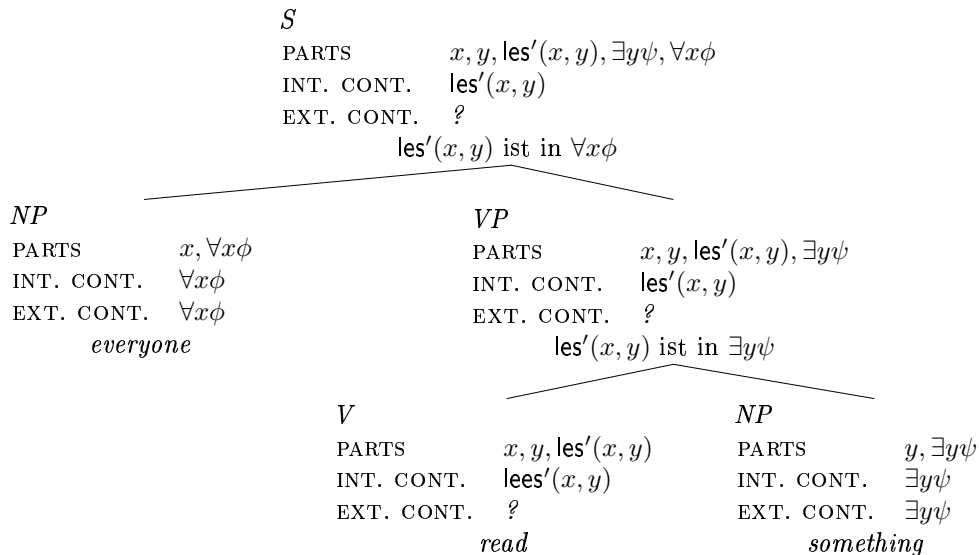 S
PARTS x, y, les′(x, y), ∃yψ, ∀xϕ
INT. CONT. les′(x, y)
EXT. CONT. ?
les′(x, y) ist in ∀xϕ
NP
PARTS x, ∀xϕ
INT. CONT. ∀xϕ
EXT. CONT. ∀xϕ
everyone
VP
PARTS x, y, les′(x, y), ∃yψ
INT. CONT. les′(x, y)
EXT. CONT. ?
les′(x, y) ist in ∃yψ
V
PARTS x, y, les′(x, y)
INT. CONT. lees′(x, y)
EXT. CONT. ?
read
NP
PARTS y, ∃yψ
INT. CONT. ∃yψ
EXT. CONT. ∃yψ
something